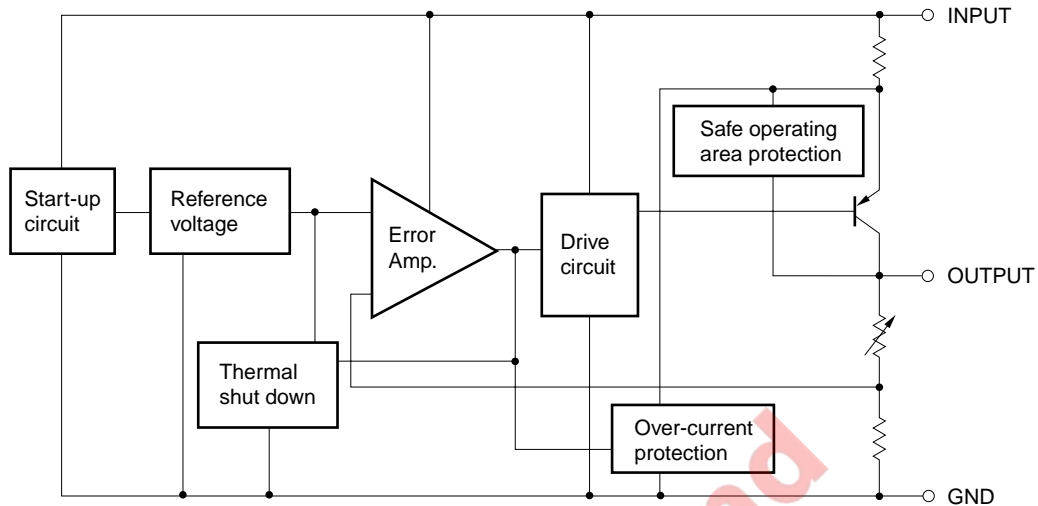 INPUT
Safe operating
area protection
Start-up
circuit
Reference
voltage
Error
Amp.
Drive
circuit
OUTPUT
Thermal
shut down
Over-current
protection
GND